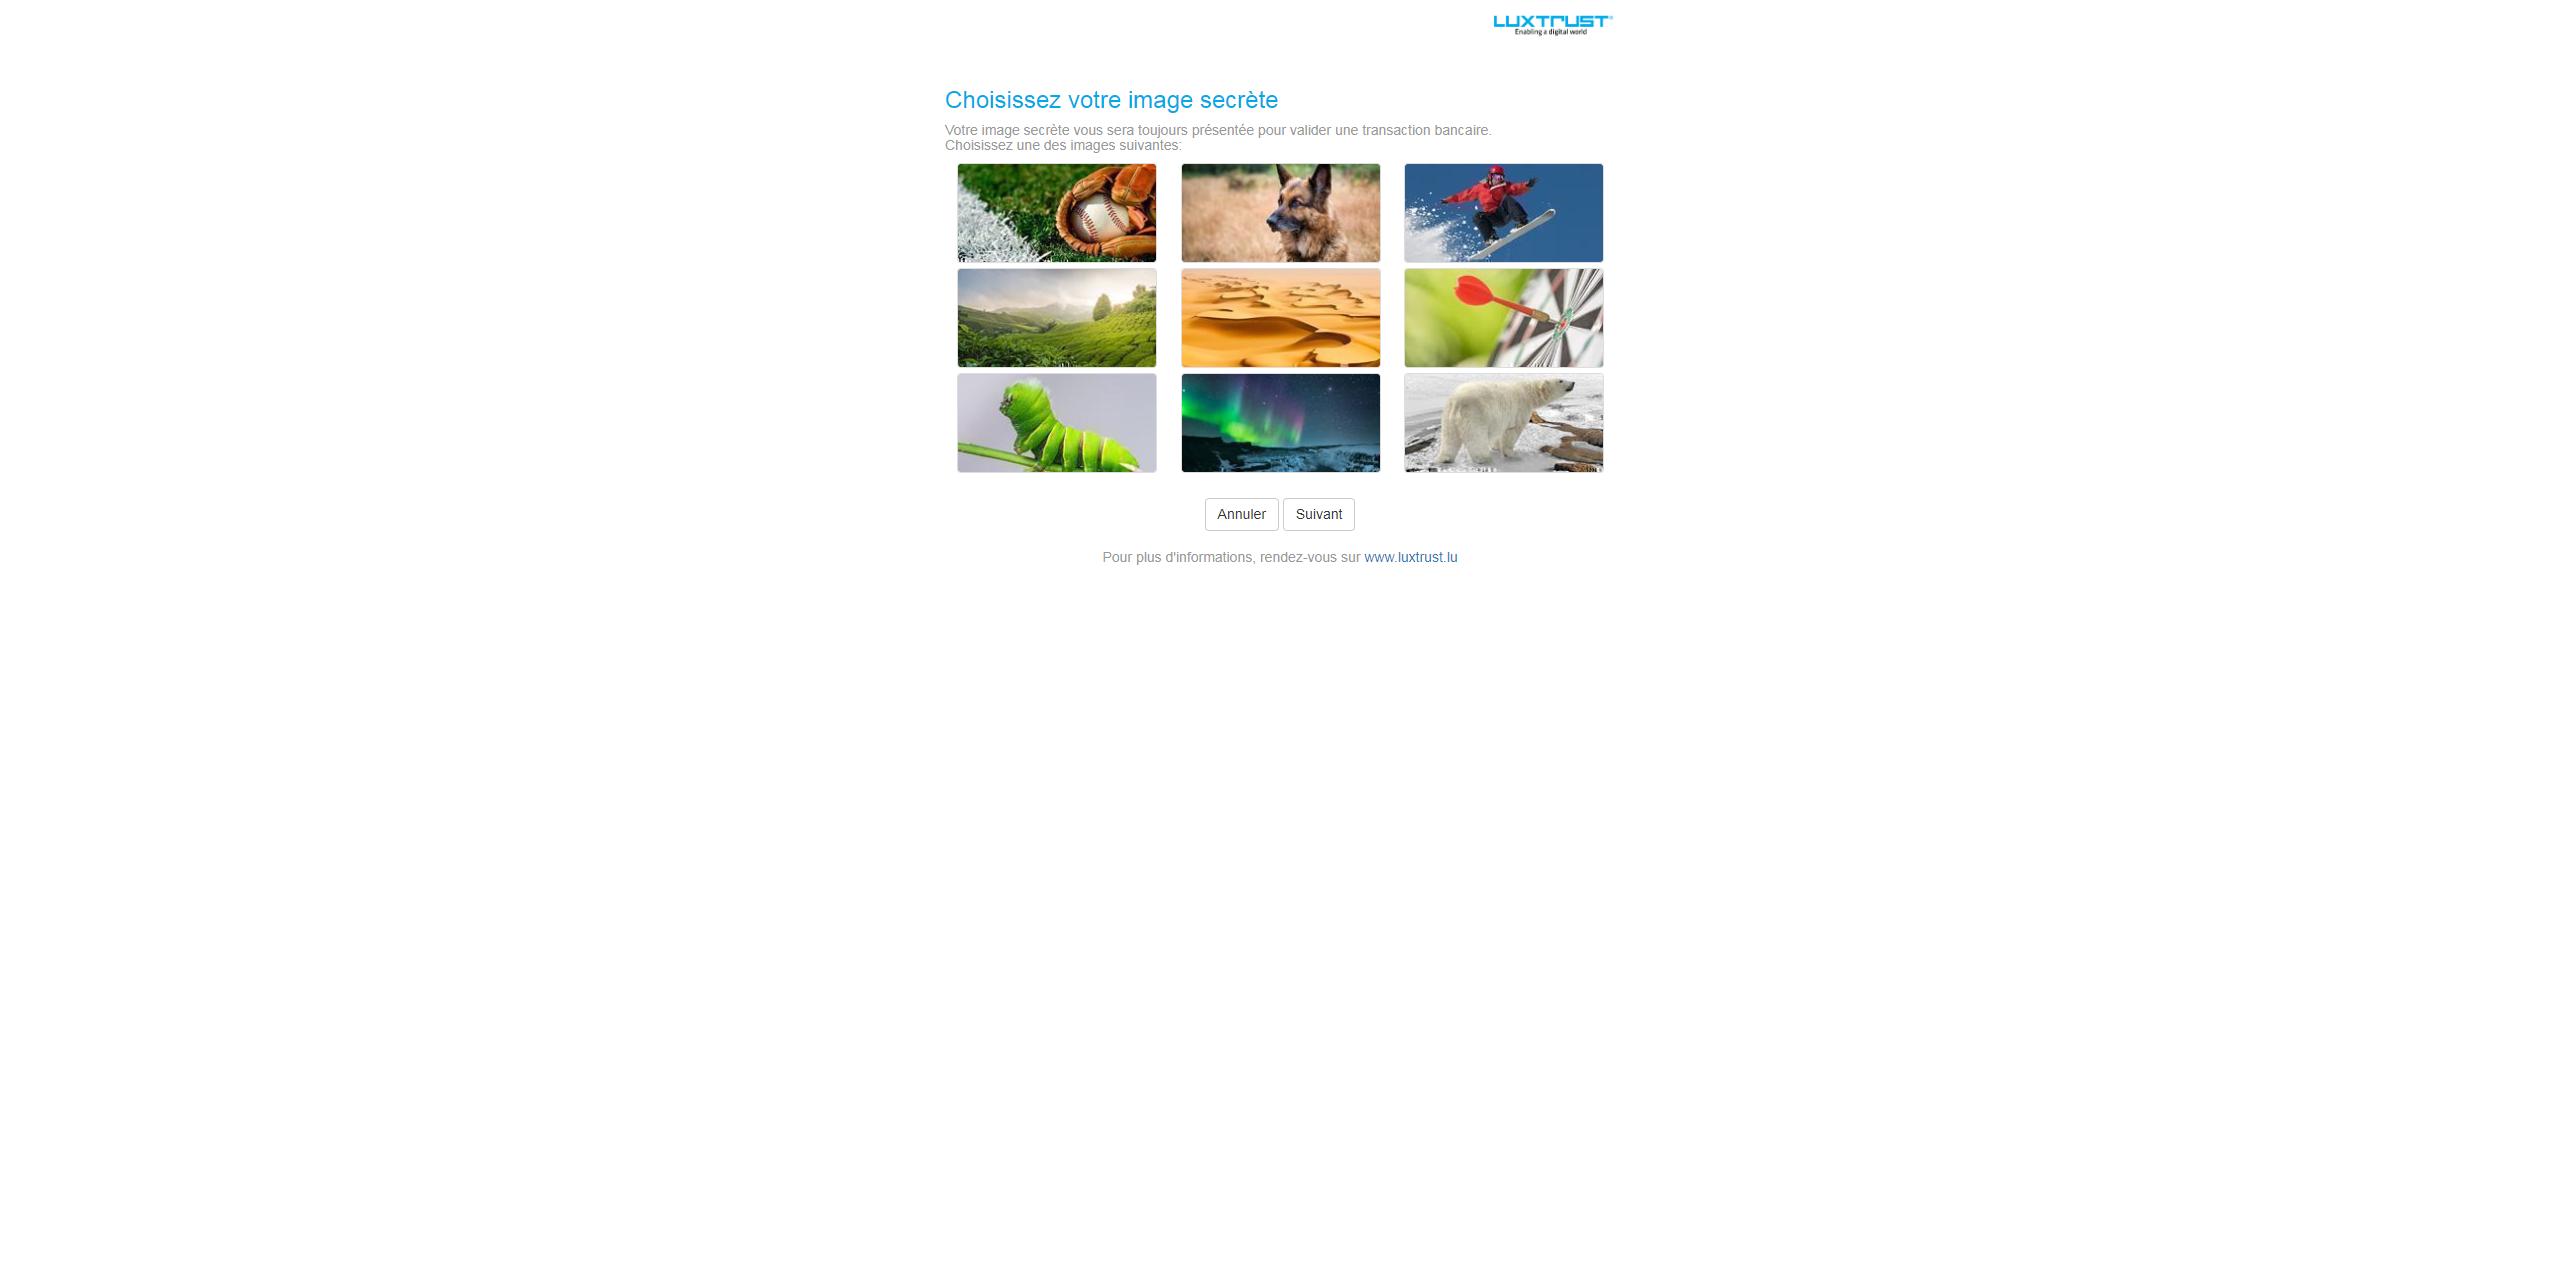 LUXTRUST
Enabling a digital world
Choisissez votre image secrète
Votre image secrète vous sera toujours présentée pour valider une transaction bancaire.
Choisissez une des images suivantes:
Annuler Suivant
Pour plus d'informations, rendez-vous sur www.luxtrust.lu